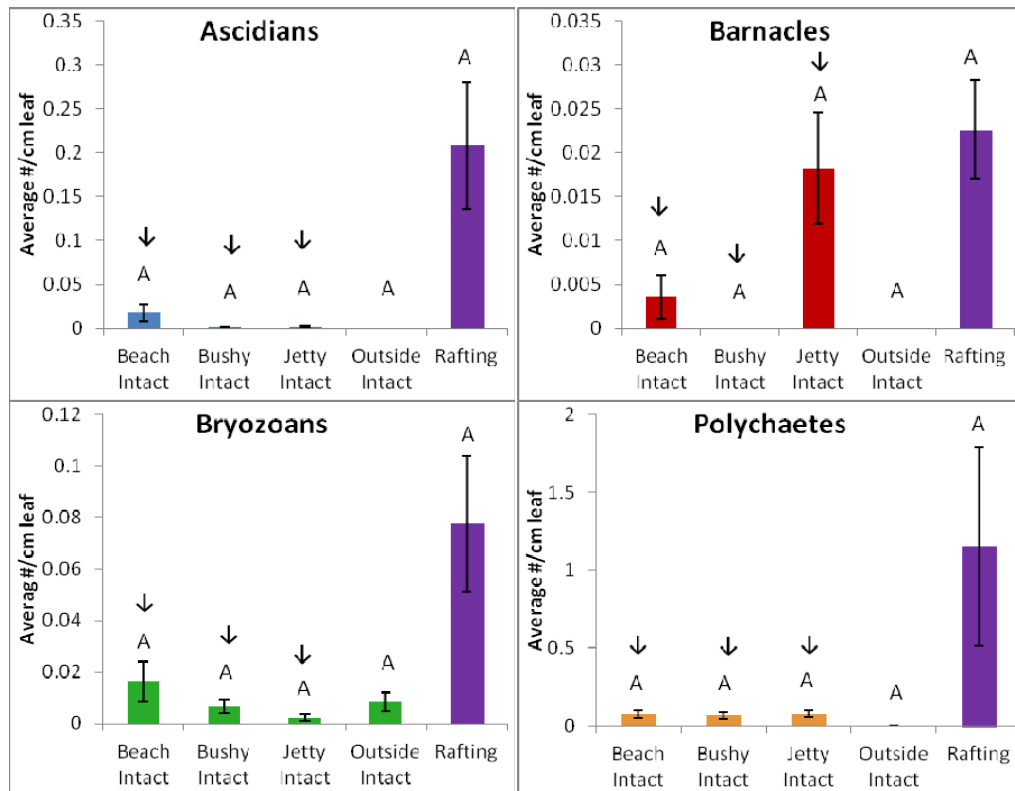 Ascidians
Average #/cm leaf
0.35
0.3
0.25
0.2
0.15
0.1
0.05
0
↓ ↓ ↓
A A A A A
Beach Intact
Bushy Intact
Jetty Intact
Outside Intact
Rafting
Barnacles
Average #/cm leaf
0.035
0.03
0.025
0.02
0.015
0.01
0.005
0
↓ ↓ ↓
A A A A A
Beach Intact
Bushy Intact
Jetty Intact
Outside Intact
Rafting
Bryozoans
Averag #/cm leaf
0.12
0.1
0.08
0.06
0.04
0.02
0
↓ ↓ ↓
A A A A A
Beach Intact
Bushy Intact
Jetty Intact
Outside Intact
Rafting
Polychaetes
Average #/cm leaf
2
1.5
1
0.5
0
↓ ↓ ↓
A A A A A
Beach Intact
Bushy Intact
Jetty Intact
Outside Intact
Rafting